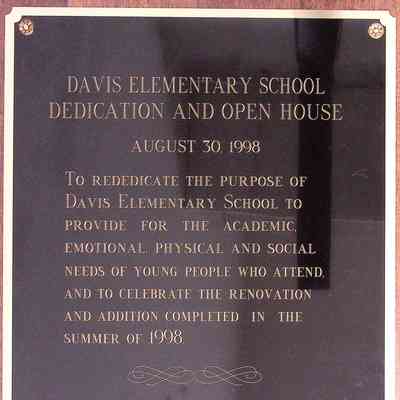 DAVIS ELEMENTARY SCHOOL
DEDICATION AND OPEN HOUSE
AUGUST 30, 1998
TO REDEDICATE THE PURPOSE OF
DAVIS ELEMENTARY SCHOOL TO
PROVIDE FOR THE ACADEMIC,
EMOTIONAL, PHYSICAL AND SOCIAL
NEEDS OF YOUNG PEOPLE WHO ATTEND,
AND TO CELEBRATE THE RENOVATION
AND ADDITION COMPLETED IN THE
SUMMER OF 1998.